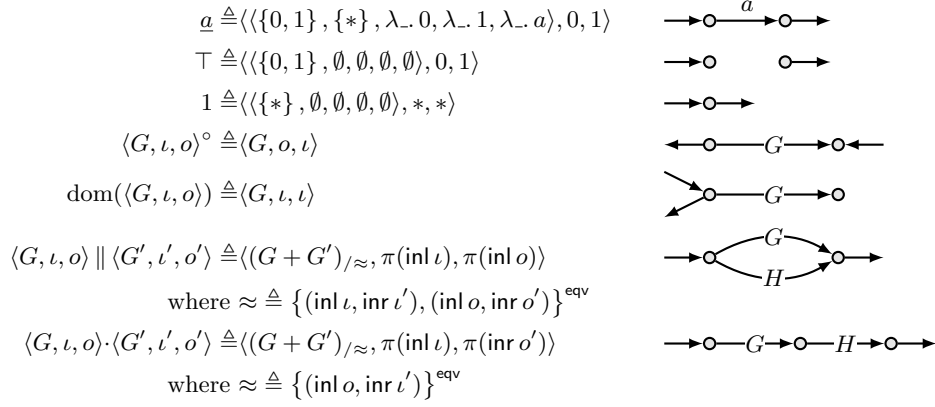 a ≜⟨⟨{0, 1} , {∗} , λ_. 0, λ_. 1, λ_. a⟩, 0, 1⟩ a
⊤ ≜⟨⟨{0, 1} , ∅, ∅, ∅, ∅⟩, 0, 1⟩
1 ≜⟨⟨{∗} , ∅, ∅, ∅, ∅⟩, ∗, ∗⟩
⟨G, ι, o⟩° ≜⟨G, o, ι⟩ G
dom(⟨G, ι, o⟩) ≜⟨G, ι, ι⟩ G
⟨G, ι, o⟩ ∥ ⟨G′, ι′, o′⟩ ≜⟨(G + G′)/≈, π(inl ι), π(inl o)⟩ G H
where ≈ ≜ {(inl ι, inr ι′), (inl o, inr o′)}^eqv
⟨G, ι, o⟩·⟨G′, ι′, o′⟩ ≜⟨(G + G′)/≈, π(inl ι), π(inr o′)⟩ G H
where ≈ ≜ {(inl o, inr ι′)}^eqv